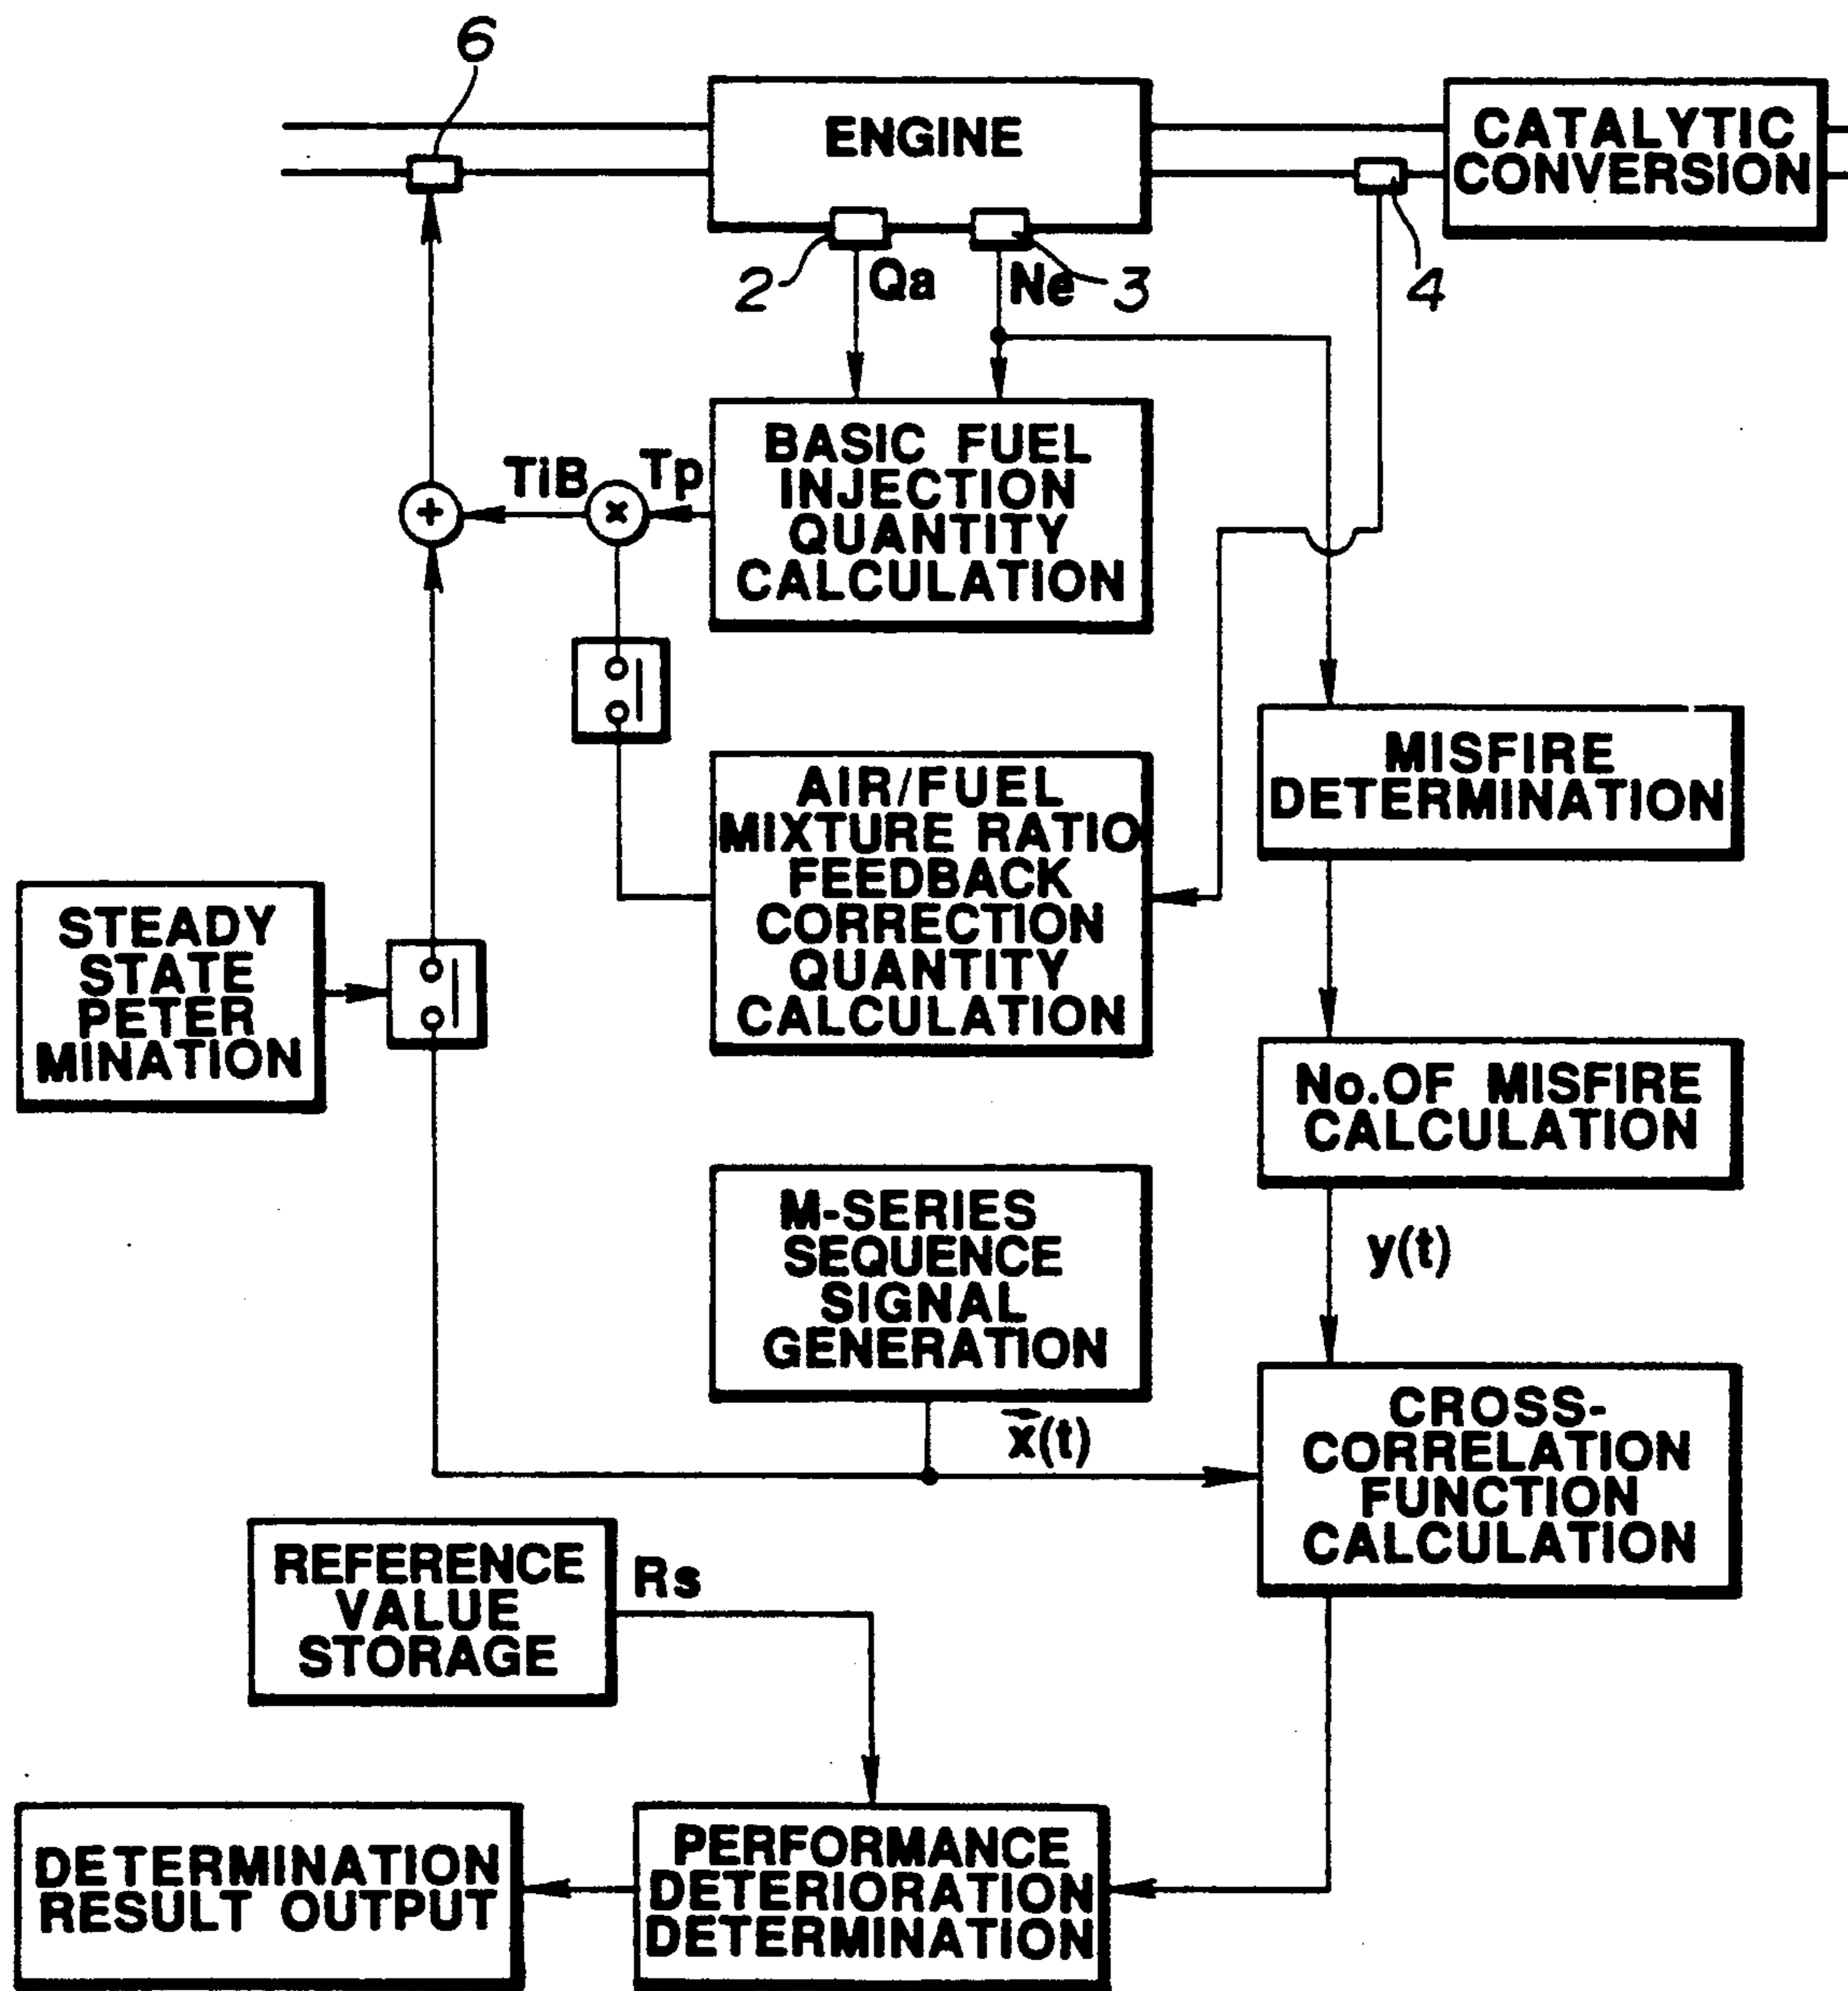 6
ENGINE
CATALYTIC
CONVERSION
2
Qa
Ne
3
4
BASIC FUEL
INJECTION
QUANTITY
CALCULATION
TiB
Tp
+
×
AIR/FUEL
MIXTURE RATIO
FEEDBACK
CORRECTION
QUANTITY
CALCULATION
MISFIRE
DETERMINATION
STEADY
STATE
PETER
MINATION
No.OF MISFIRE
CALCULATION
M-SERIES
SEQUENCE
SIGNAL
GENERATION
y(t)
x⃗(t)
CROSS-
CORRELATION
FUNCTION
CALCULATION
REFERENCE
VALUE
STORAGE
Rs
DETERMINATION
RESULT OUTPUT
PERFORMANCE
DETERIORATION
DETERMINATION